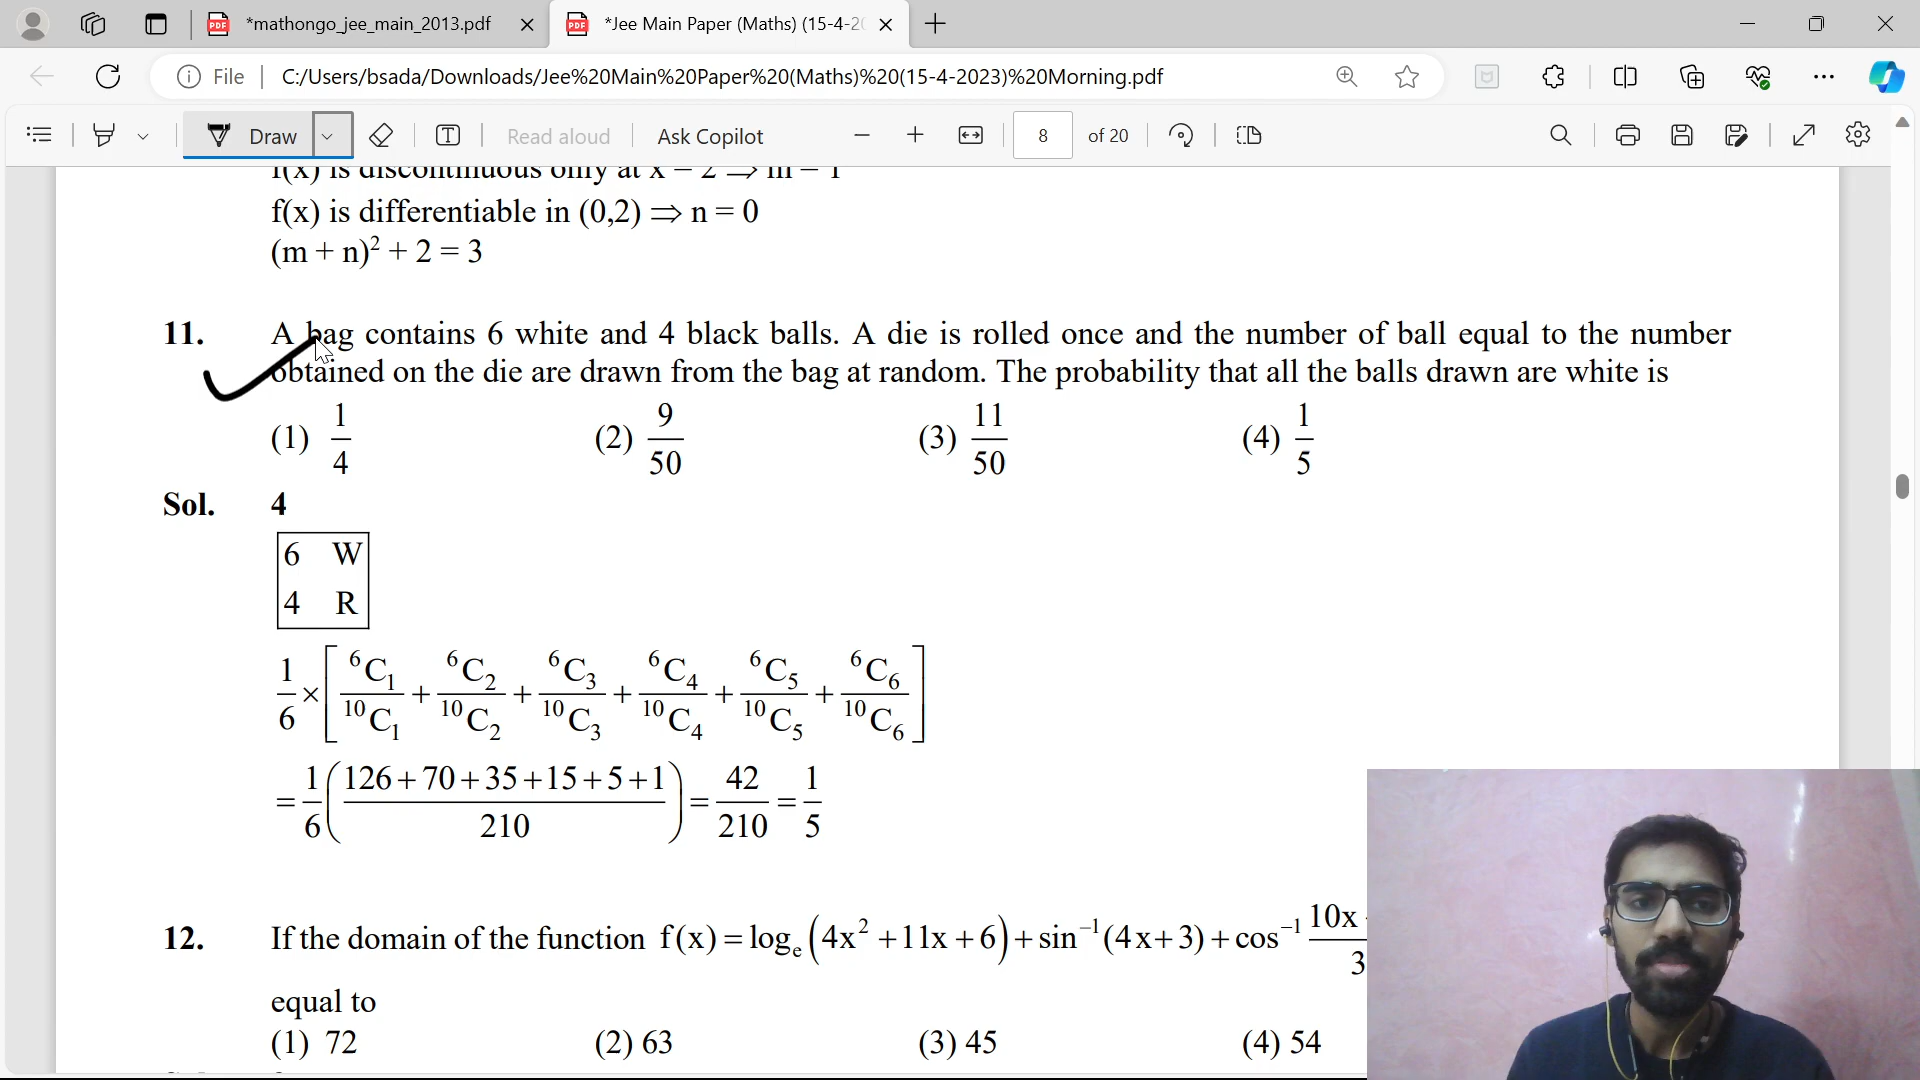 *mathongo_jee_main_2013.pdf
*Jee Main Paper (Maths) (15-4-20
File
C:/Users/bsada/Downloads/Jee%20Main%20Paper%20(Maths)%20(15-4-2023)%20Morning.pdf
Draw
Read aloud
Ask Copilot
8
of 20
f(x) is discontinuous only at x = 2 ⇒ m = 1
f(x) is differentiable in (0,2) ⇒ n = 0
(m + n)² + 2 = 3
11. A bag contains 6 white and 4 black balls. A die is rolled once and the number of ball equal to the number
obtained on the die are drawn from the bag at random. The probability that all the balls drawn are white is
(1) 1/4 (2) 9/50 (3) 11/50 (4) 1/5
Sol. 4
6 W
4 R
1/6 × [ ⁶C₁/¹⁰C₁ + ⁶C₂/¹⁰C₂ + ⁶C₃/¹⁰C₃ + ⁶C₄/¹⁰C₄ + ⁶C₅/¹⁰C₅ + ⁶C₆/¹⁰C₆ ]
= 1/6 ( (126+70+35+15+5+1)/210 ) = 42/210 = 1/5
12. If the domain of the function f(x) = logₑ (4x² +11x + 6) + sin⁻¹ (4x+3) + cos⁻¹ 10x / 3
equal to
(1) 72 (2) 63 (3) 45 (4) 54